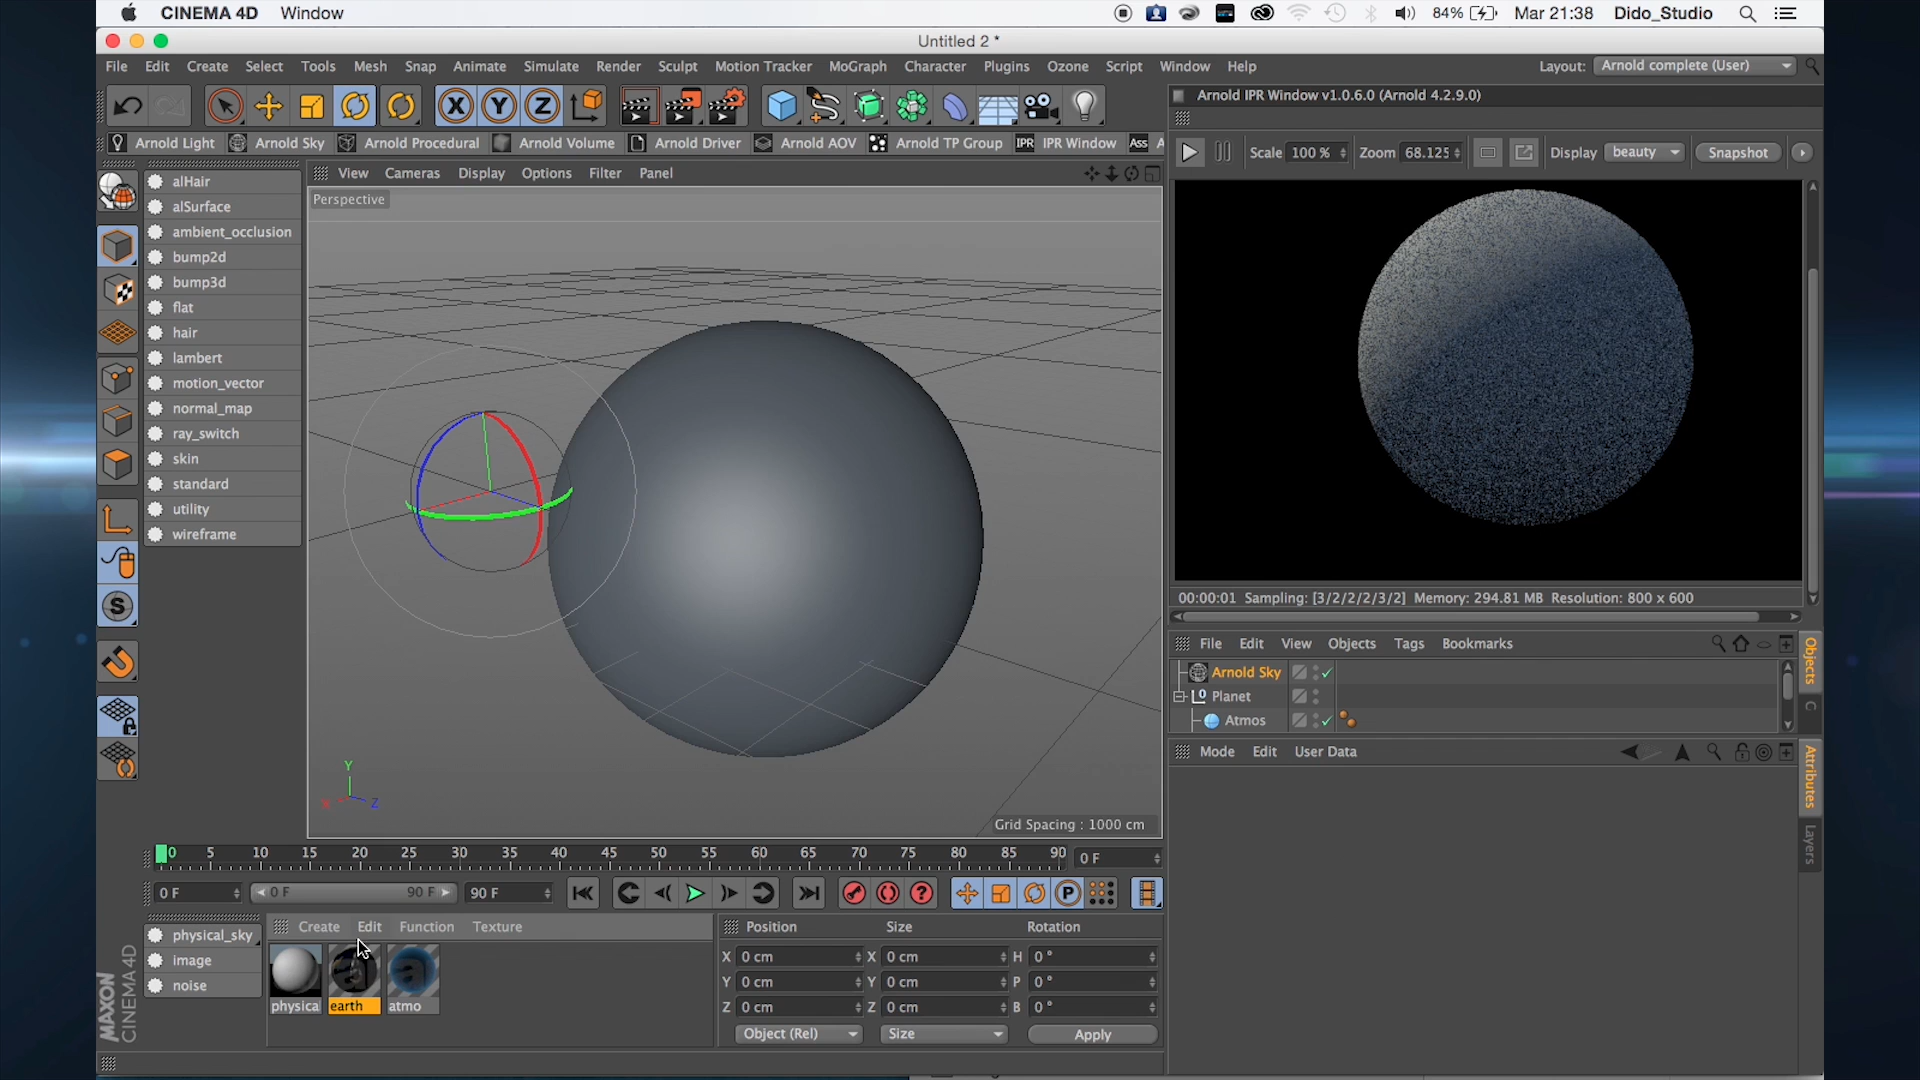 CINEMA 4D Window 84% Mar 21:38 Dido_Studio
Untitled 2 *
File Edit Create Select Tools Mesh Snap Animate Simulate Render Sculpt Motion Tracker MoGraph Character Plugins Ozone Script Window Help Layout: Arnold complete (User)
Arnold IPR Window v1.0.6.0 (Arnold 4.2.9.0)
X Y Z
Arnold Light Arnold Sky Arnold Procedural Arnold Volume Arnold Driver Arnold AOV Arnold TP Group IPR IPR Window Ass A
Scale 100 % Zoom 68.125 Display beauty Snapshot
View Cameras Display Options Filter Panel
Perspective
alHair
alSurface
ambient_occlusion
bump2d
bump3d
flat
hair
lambert
motion_vector
normal_map
ray_switch
skin
standard
utility
wireframe
S
Y
X Z
Grid Spacing : 1000 cm
00:00:01 Sampling: [3/2/2/2/3/2] Memory: 294.81 MB Resolution: 800 x 600
File Edit View Objects Tags Bookmarks
Arnold Sky
Planet
Atmos
Objects
C
Mode Edit User Data
Attributes
Layers
0 5 10 15 20 25 30 35 40 45 50 55 60 65 70 75 80 85 90 0 F
0 F 0 F 90 F 90 F P
physical_sky
image
noise
Create Edit Function Texture
physical earth atmo
Position Size Rotation
X 0 cm X 0 cm H 0 °
Y 0 cm Y 0 cm P 0 °
Z 0 cm Z 0 cm B 0 °
Object (Rel) Size Apply
MAXON
CINEMA 4D